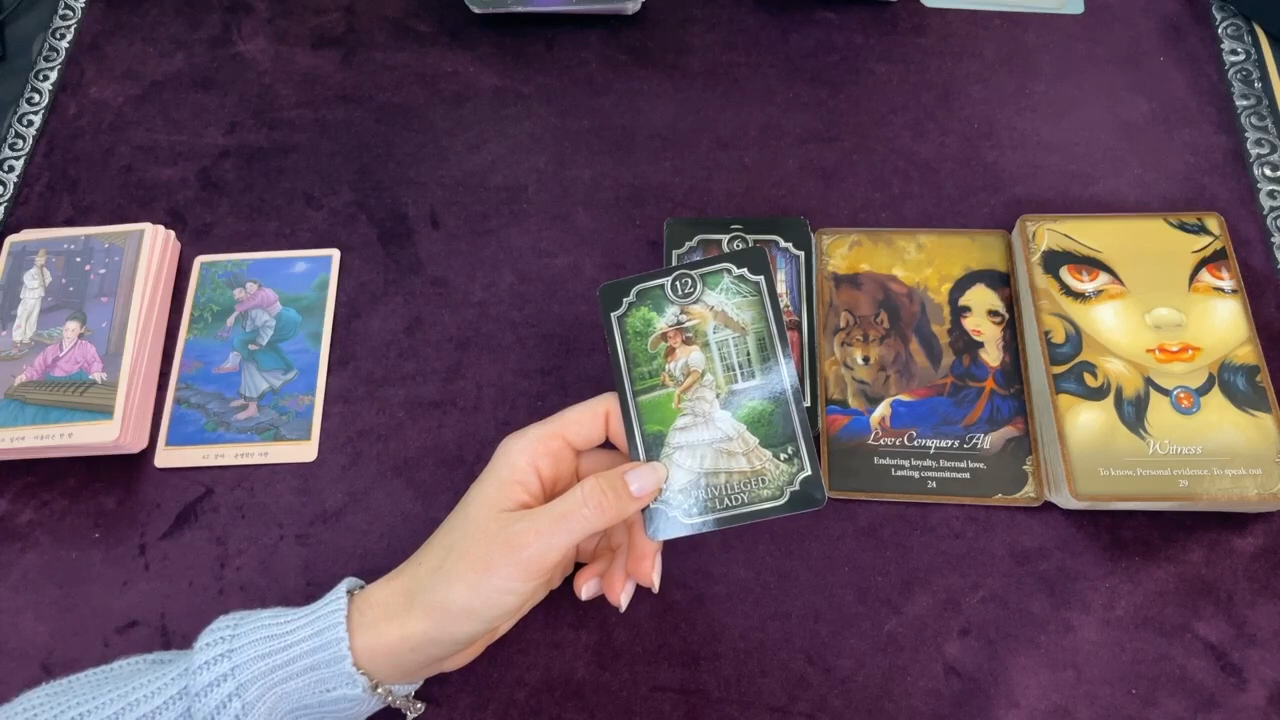 6
12
PRIVILEGED
LADY
Love Conquers All
Enduring loyalty, Eternal love,
Lasting commitment
24
Witness
To know, Personal evidence, To speak out
29